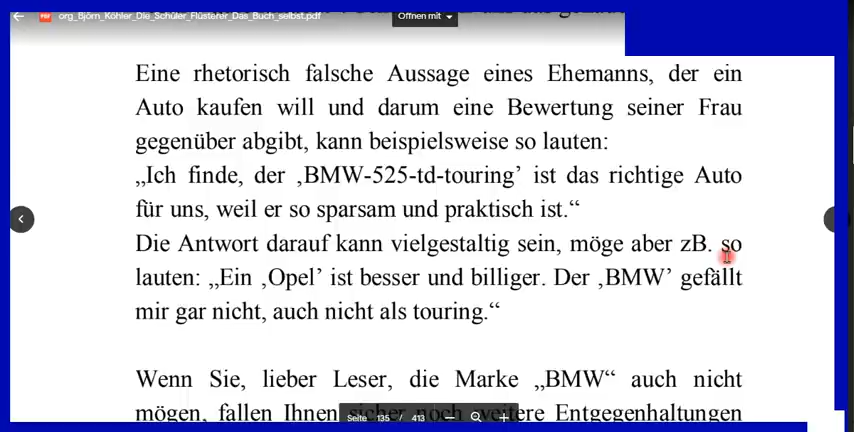 org_Björn_Köhler_Die_Schüler_Flüsterer_Das_Buch_selbst.pdf
Öffnen mit
Eine rhetorisch falsche Aussage eines Ehemanns, der ein
Auto kaufen will und darum eine Bewertung seiner Frau
gegenüber abgibt, kann beispielsweise so lauten:
„Ich finde, der ‚BMW-525-td-touring’ ist das richtige Auto
für uns, weil er so sparsam und praktisch ist.“
Die Antwort darauf kann vielgestaltig sein, möge aber zB. so
lauten: „Ein ‚Opel’ ist besser und billiger. Der ‚BMW’ gefällt
mir gar nicht, auch nicht als touring.“
Wenn Sie, lieber Leser, die Marke „BMW“ auch nicht
mögen, fallen Ihnen sicher noch weitere Entgegenhaltungen
Seite 135 / 413